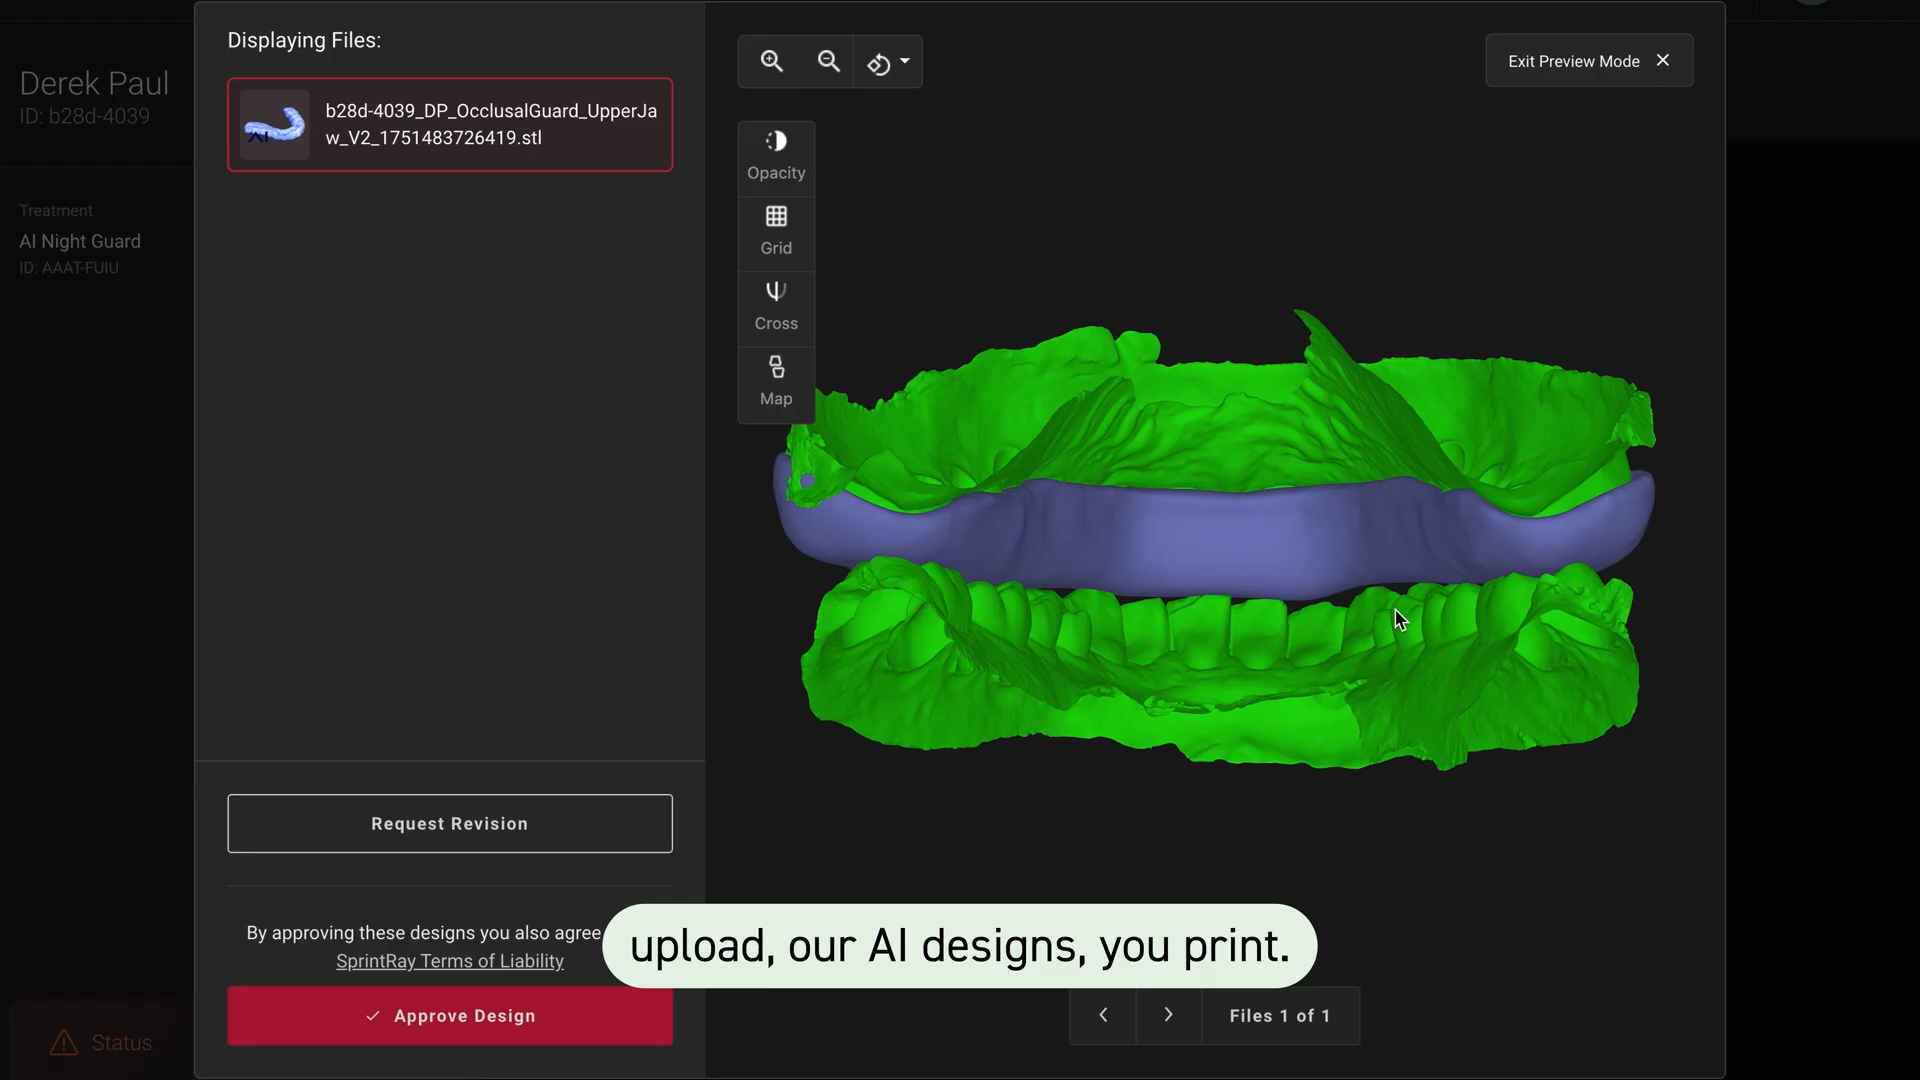 Displaying Files:
Exit Preview Mode
Derek Paul
ID: b28d-4039
b28d-4039_DP_OcclusalGuard_UpperJa
w_V2_1751483726419.stl
AI
Opacity
Grid
Cross
Map
Treatment
AI Night Guard
ID: AAAT-FUIU
Request Revision
By approving these designs you also agree
SprintRay Terms of Liability
upload, our AI designs, you print.
Approve Design
Files 1 of 1
Status